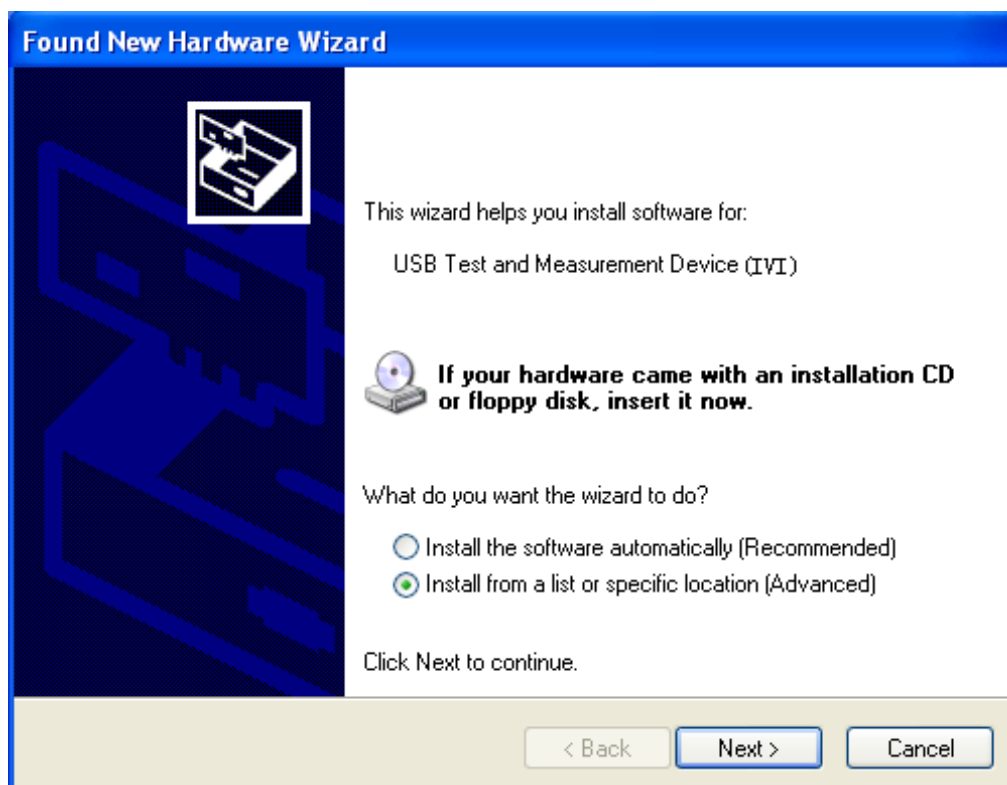 Found New Hardware Wizard
This wizard helps you install software for:
USB Test and Measurement Device (IVI)
If your hardware came with an installation CD
or floppy disk, insert it now.
What do you want the wizard to do?
Install the software automatically (Recommended)
Install from a list or specific location (Advanced)
Click Next to continue.
< Back Next > Cancel